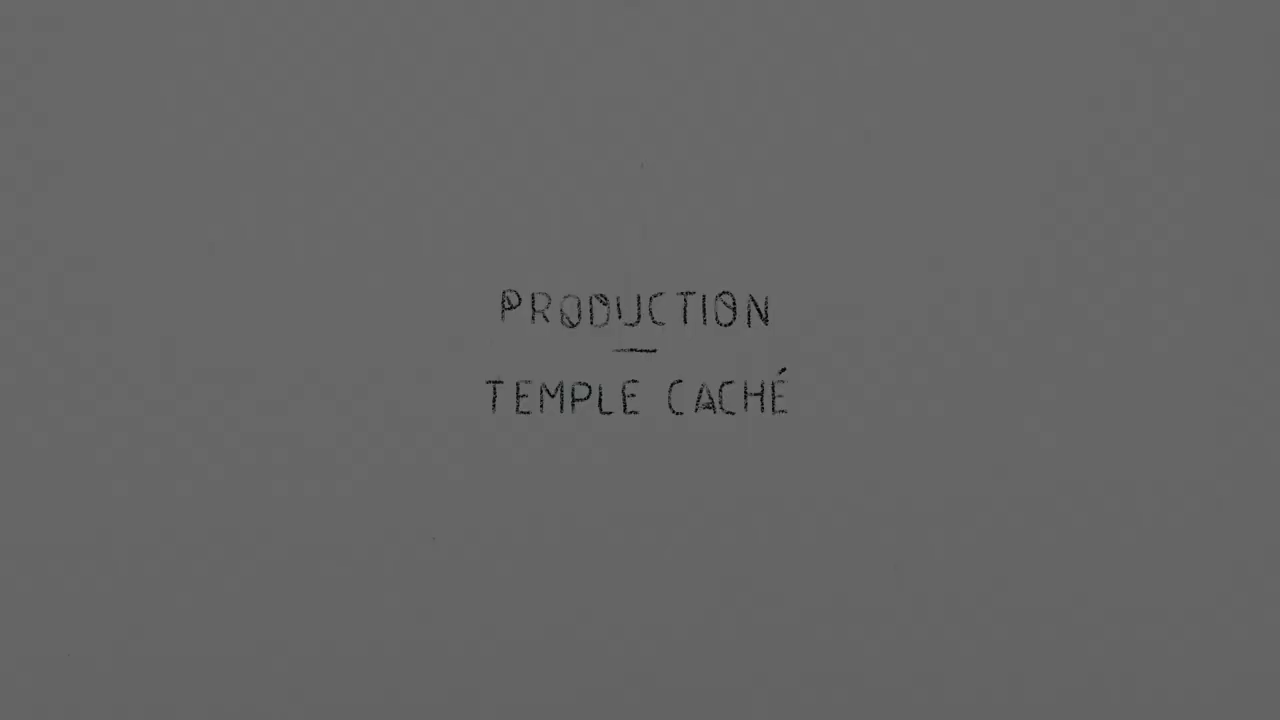 PRODUCTION
—
TEMPLE CACHÉ